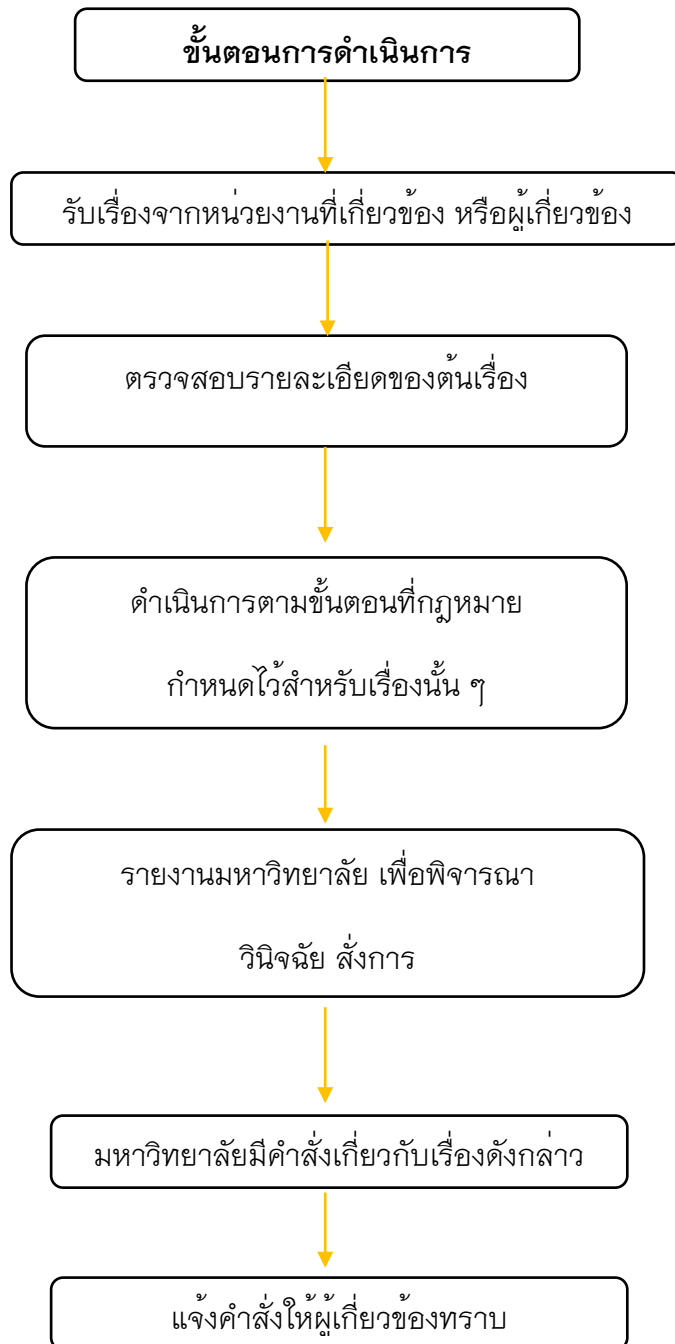 ขั้นตอนการดำเนินการ
รับเรื่องจากหน่วยงานที่เกี่ยวข้อง หรือผู้เกี่ยวข้อง
ตรวจสอบรายละเอียดของต้นเรื่อง
ดำเนินการตามขั้นตอนที่กฎหมาย
กำหนดไว้สำหรับเรื่องนั้น ๆ
รายงานมหาวิทยาลัย เพื่อพิจารณา
วินิจฉัย สั่งการ
มหาวิทยาลัยมีคำสั่งเกี่ยวกับเรื่องดังกล่าว
แจ้งคำสั่งให้ผู้เกี่ยวข้องทราบ